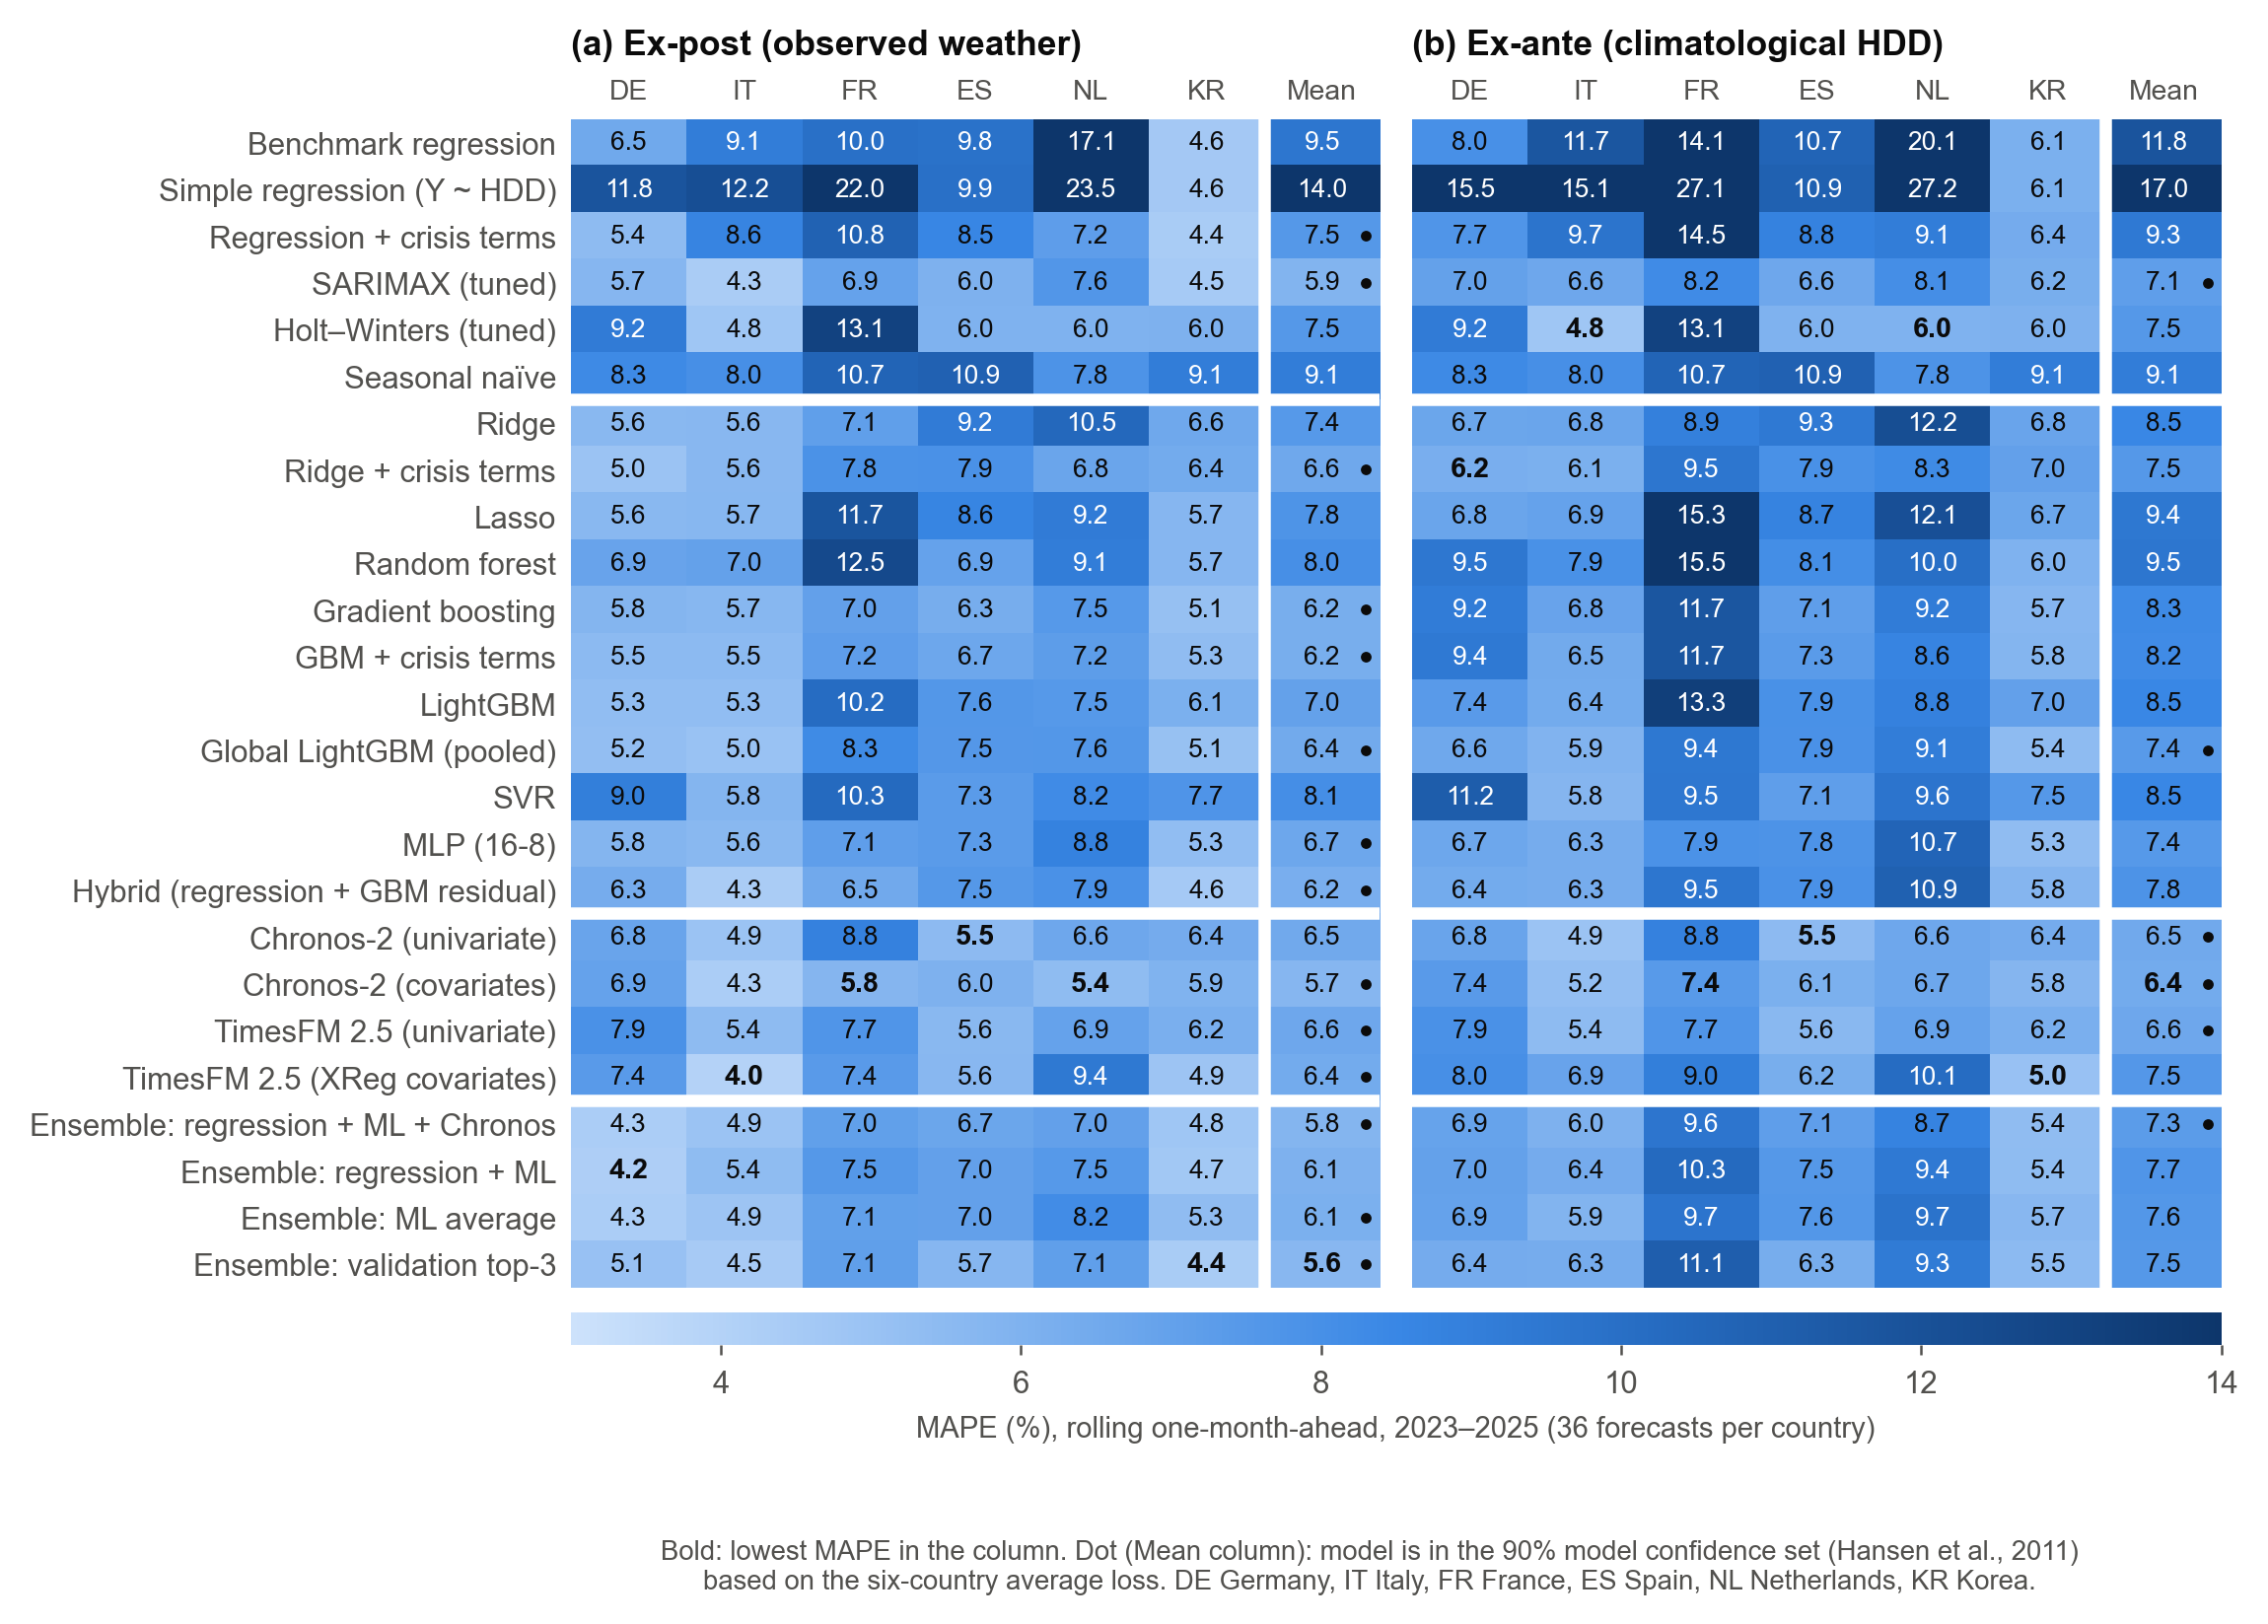 (a) Ex-post (observed weather) (b) Ex-ante (climatological HDD)
DE IT FR ES NL KR Mean DE IT FR ES NL KR Mean
Benchmark regression 6.5 9.1 10.0 9.8 17.1 4.6 9.5 8.0 11.7 14.1 10.7 20.1 6.1 11.8
Simple regression (Y ~ HDD) 11.8 12.2 22.0 9.9 23.5 4.6 14.0 15.5 15.1 27.1 10.9 27.2 6.1 17.0
Regression + crisis terms 5.4 8.6 10.8 8.5 7.2 4.4 7.5 • 7.7 9.7 14.5 8.8 9.1 6.4 9.3
SARIMAX (tuned) 5.7 4.3 6.9 6.0 7.6 4.5 5.9 • 7.0 6.6 8.2 6.6 8.1 6.2 7.1 •
Holt–Winters (tuned) 9.2 4.8 13.1 6.0 6.0 6.0 7.5 9.2 4.8 13.1 6.0 6.0 6.0 7.5
Seasonal naïve 8.3 8.0 10.7 10.9 7.8 9.1 9.1 8.3 8.0 10.7 10.9 7.8 9.1 9.1
Ridge 5.6 5.6 7.1 9.2 10.5 6.6 7.4 6.7 6.8 8.9 9.3 12.2 6.8 8.5
Ridge + crisis terms 5.0 5.6 7.8 7.9 6.8 6.4 6.6 • 6.2 6.1 9.5 7.9 8.3 7.0 7.5
Lasso 5.6 5.7 11.7 8.6 9.2 5.7 7.8 6.8 6.9 15.3 8.7 12.1 6.7 9.4
Random forest 6.9 7.0 12.5 6.9 9.1 5.7 8.0 9.5 7.9 15.5 8.1 10.0 6.0 9.5
Gradient boosting 5.8 5.7 7.0 6.3 7.5 5.1 6.2 • 9.2 6.8 11.7 7.1 9.2 5.7 8.3
GBM + crisis terms 5.5 5.5 7.2 6.7 7.2 5.3 6.2 • 9.4 6.5 11.7 7.3 8.6 5.8 8.2
LightGBM 5.3 5.3 10.2 7.6 7.5 6.1 7.0 7.4 6.4 13.3 7.9 8.8 7.0 8.5
Global LightGBM (pooled) 5.2 5.0 8.3 7.5 7.6 5.1 6.4 • 6.6 5.9 9.4 7.9 9.1 5.4 7.4 •
SVR 9.0 5.8 10.3 7.3 8.2 7.7 8.1 11.2 5.8 9.5 7.1 9.6 7.5 8.5
MLP (16-8) 5.8 5.6 7.1 7.3 8.8 5.3 6.7 • 6.7 6.3 7.9 7.8 10.7 5.3 7.4
Hybrid (regression + GBM residual) 6.3 4.3 6.5 7.5 7.9 4.6 6.2 • 6.4 6.3 9.5 7.9 10.9 5.8 7.8
Chronos-2 (univariate) 6.8 4.9 8.8 5.5 6.6 6.4 6.5 6.8 4.9 8.8 5.5 6.6 6.4 6.5 •
Chronos-2 (covariates) 6.9 4.3 5.8 6.0 5.4 5.9 5.7 • 7.4 5.2 7.4 6.1 6.7 5.8 6.4 •
TimesFM 2.5 (univariate) 7.9 5.4 7.7 5.6 6.9 6.2 6.6 • 7.9 5.4 7.7 5.6 6.9 6.2 6.6 •
TimesFM 2.5 (XReg covariates) 7.4 4.0 7.4 5.6 9.4 4.9 6.4 • 8.0 6.9 9.0 6.2 10.1 5.0 7.5
Ensemble: regression + ML + Chronos 4.3 4.9 7.0 6.7 7.0 4.8 5.8 • 6.9 6.0 9.6 7.1 8.7 5.4 7.3 •
Ensemble: regression + ML 4.2 5.4 7.5 7.0 7.5 4.7 6.1 7.0 6.4 10.3 7.5 9.4 5.4 7.7
Ensemble: ML average 4.3 4.9 7.1 7.0 8.2 5.3 6.1 • 6.9 5.9 9.7 7.6 9.7 5.7 7.6
Ensemble: validation top-3 5.1 4.5 7.1 5.7 7.1 4.4 5.6 • 6.4 6.3 11.1 6.3 9.3 5.5 7.5
4 6 8 10 12 14
MAPE (%), rolling one-month-ahead, 2023–2025 (36 forecasts per country)
Bold: lowest MAPE in the column. Dot (Mean column): model is in the 90% model confidence set (Hansen et al., 2011)
based on the six-country average loss. DE Germany, IT Italy, FR France, ES Spain, NL Netherlands, KR Korea.